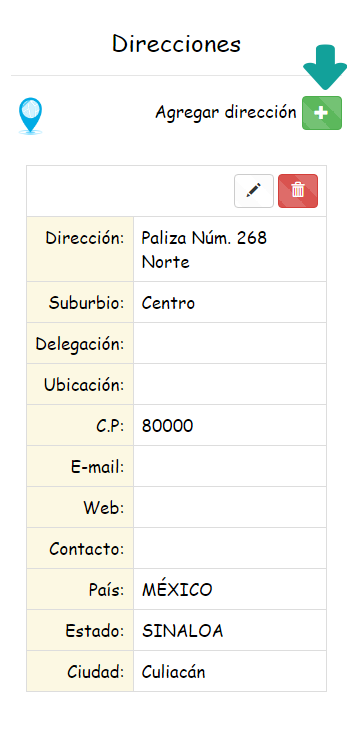 Direcciones
Agregar dirección
Dirección: Paliza Núm. 268
Norte
Suburbio: Centro
Delegación:
Ubicación:
C.P: 80000
E-mail:
Web:
Contacto:
País: MÉXICO
Estado: SINALOA
Ciudad: Culiacán